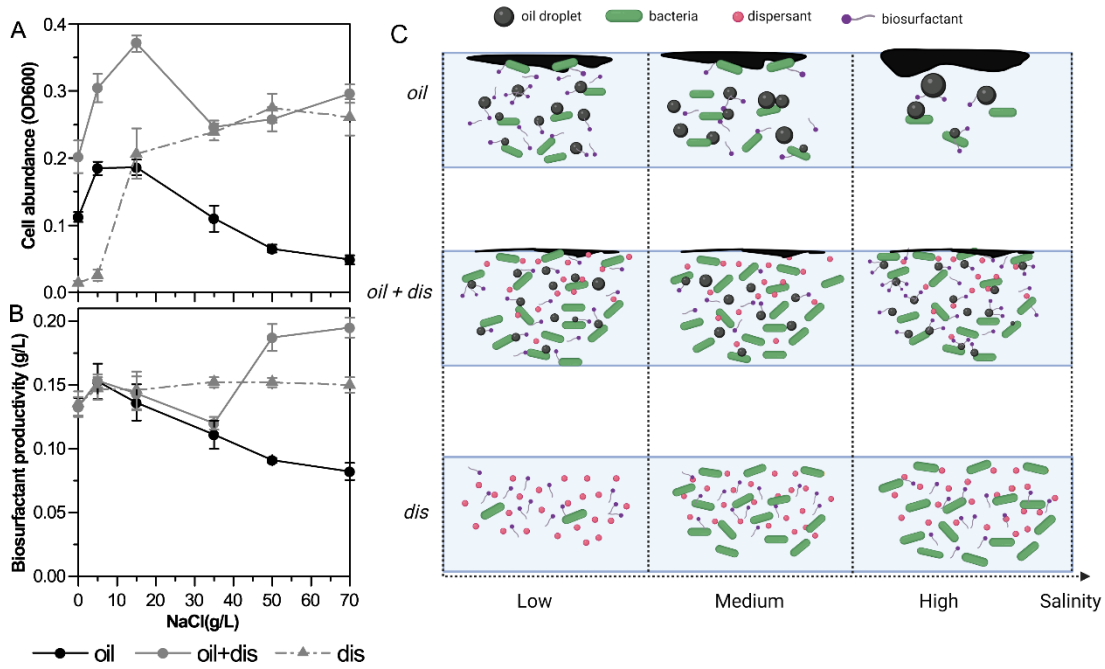 oil droplet bacteria dispersant biosurfactant
A
0.4
0.3
0.2
0.1
0.0
Cell abundance (OD600)
B
0.20
0.15
0.10
0.05
0.00
Biosurfactant productivity (g/L)
0 10 20 30 40 50 60 70
NaCl(g/L)
oil oil+dis dis
C
oil
oil + dis
dis
Low Medium High Salinity